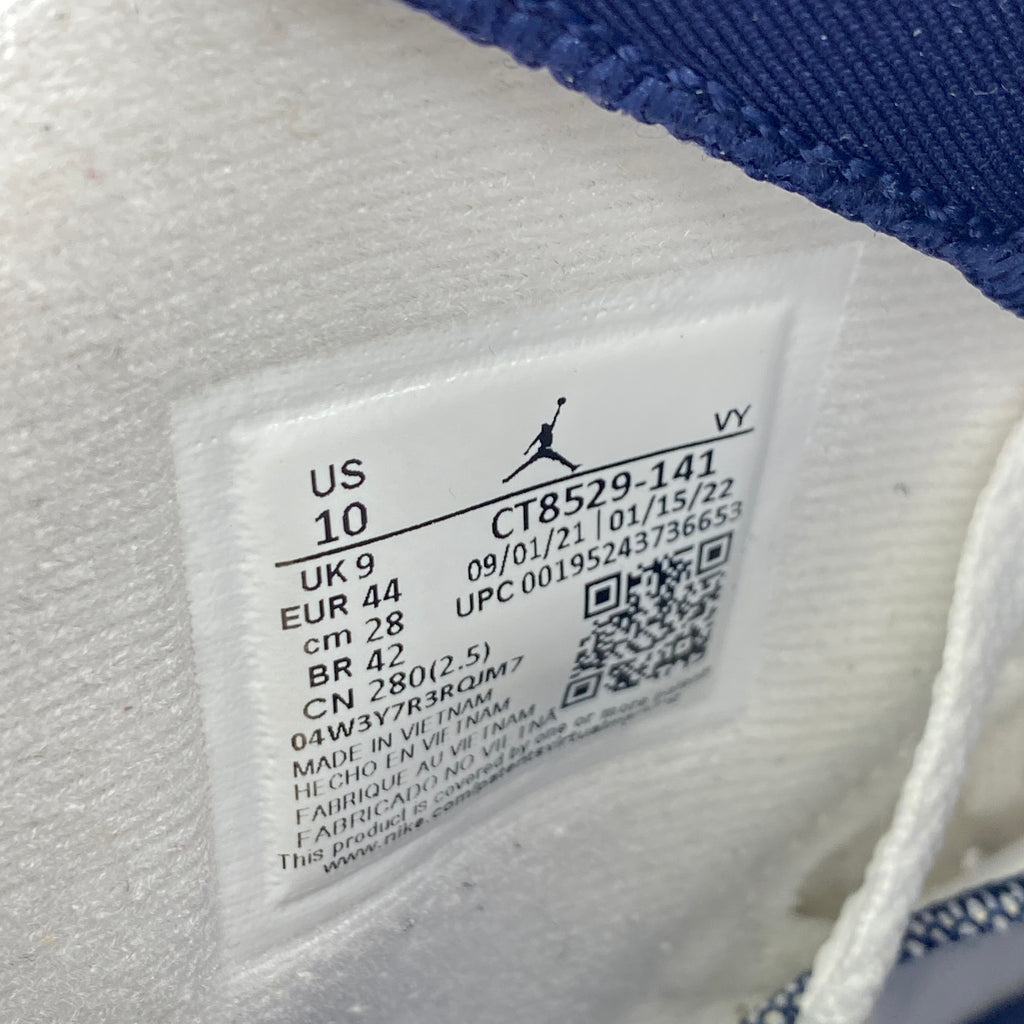 US
10
VY
CT8529-141
UK 9
09/01/21 | 01/15/22
EUR 44
UPC 00195243736653
cm 28
BR 42
CN 280(2.5)
04W3Y7R3RQJM7
MADE IN VIETNAM
HECHO EN VIETNAM
FABRIQUE AU VIETNAM
FABRICADO NO VIETNÃ
This product is covered by one or more
www.nike.com/patentsvirtualmarking